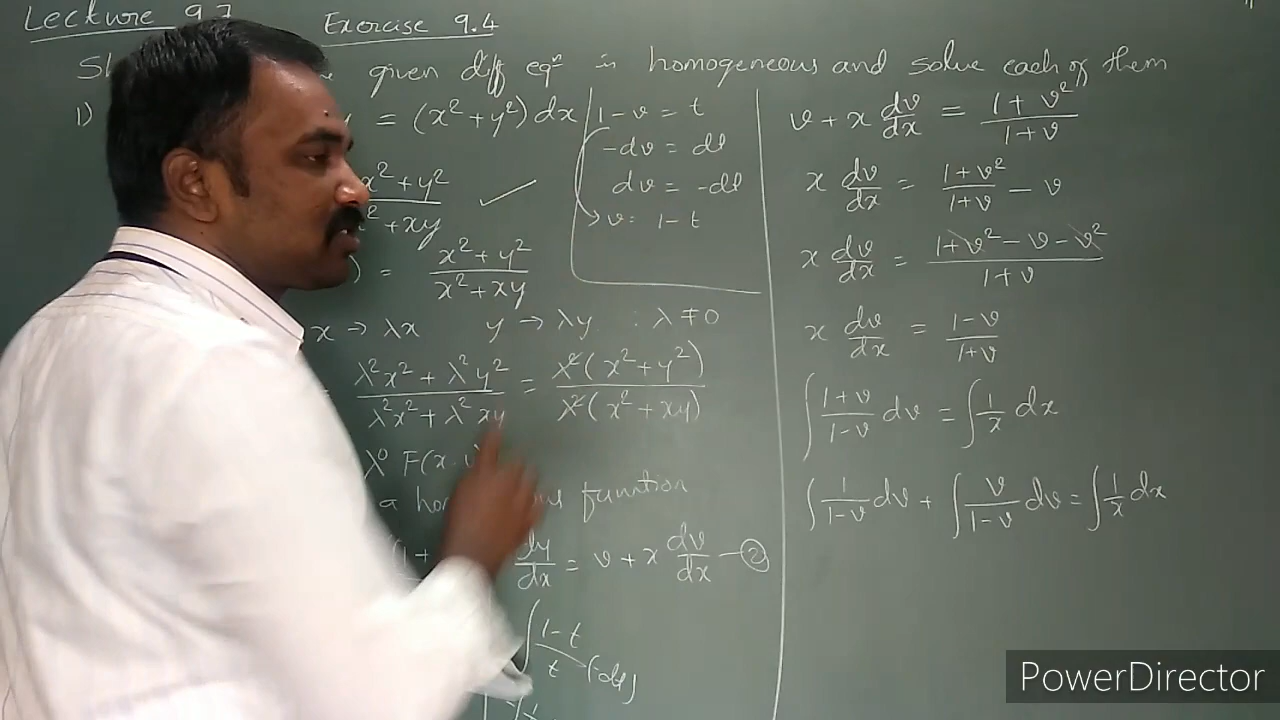 Lecture 9.7 Exercise 9.4
given diff eqⁿ is homogeneous and solve each of them
1) = (x² + y²) dx
x² + y²
² + xy
) = x² + y² / x² + xy
x → λx y → λy : λ ≠ 0
λ²x² + λ²y² / λ²x² + λ²xy = λ²(x² + y²) / λ²(x² + xy)
λ⁰ F(x
a function
dy/dx = v + x dv/dx — ②
∫ 1 - t / t
1 - v = t
-dv = dt
dv = -dt
v = 1 - t
v + x dv/dx = 1 + v² / 1 + v
x dv/dx = 1 + v² / 1 + v - v
x dv/dx = 1 + v² - v - v² / 1 + v
x dv/dx = 1 - v / 1 + v
∫ 1 + v / 1 - v dv = ∫ 1/x dx
∫ 1 / 1 - v dv + ∫ v / 1 - v dv = ∫ 1/x dx
PowerDirector